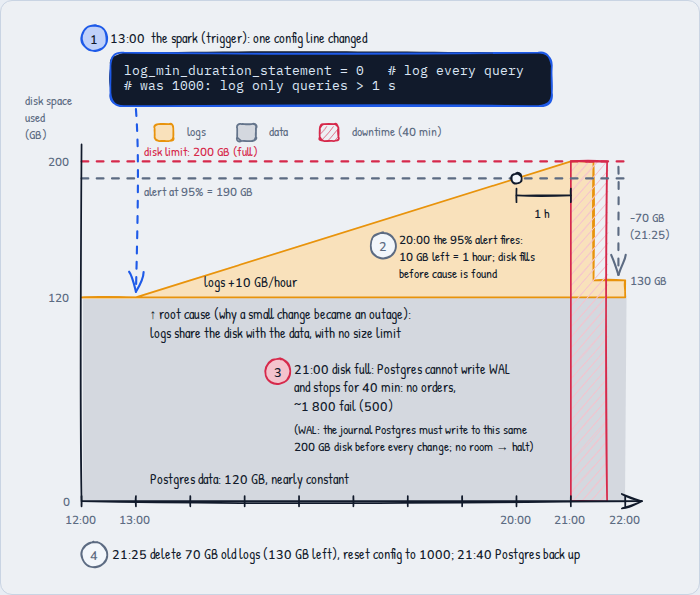 1 13:00 the spark (trigger): one config line changed
log_min_duration_statement = 0 # log every query
# was 1000: log only queries > 1 s
disk space
used
(GB)
logs data downtime (40 min)
disk limit: 200 GB (full)
200
alert at 95% = 190 GB
1 h
-70 GB
(21:25)
2 20:00 the 95% alert fires:
10 GB left = 1 hour; disk fills
before cause is found
logs +10 GB/hour
130 GB
120
↑ root cause (why a small change became an outage):
logs share the disk with the data, with no size limit
3 21:00 disk full: Postgres cannot write WAL
and stops for 40 min: no orders,
~1 800 fail (500)
(WAL: the journal Postgres must write to this same
200 GB disk before every change; no room → halt)
Postgres data: 120 GB, nearly constant
0
12:00 13:00 20:00 21:00 22:00
4 21:25 delete 70 GB old logs (130 GB left), reset config to 1000; 21:40 Postgres back up